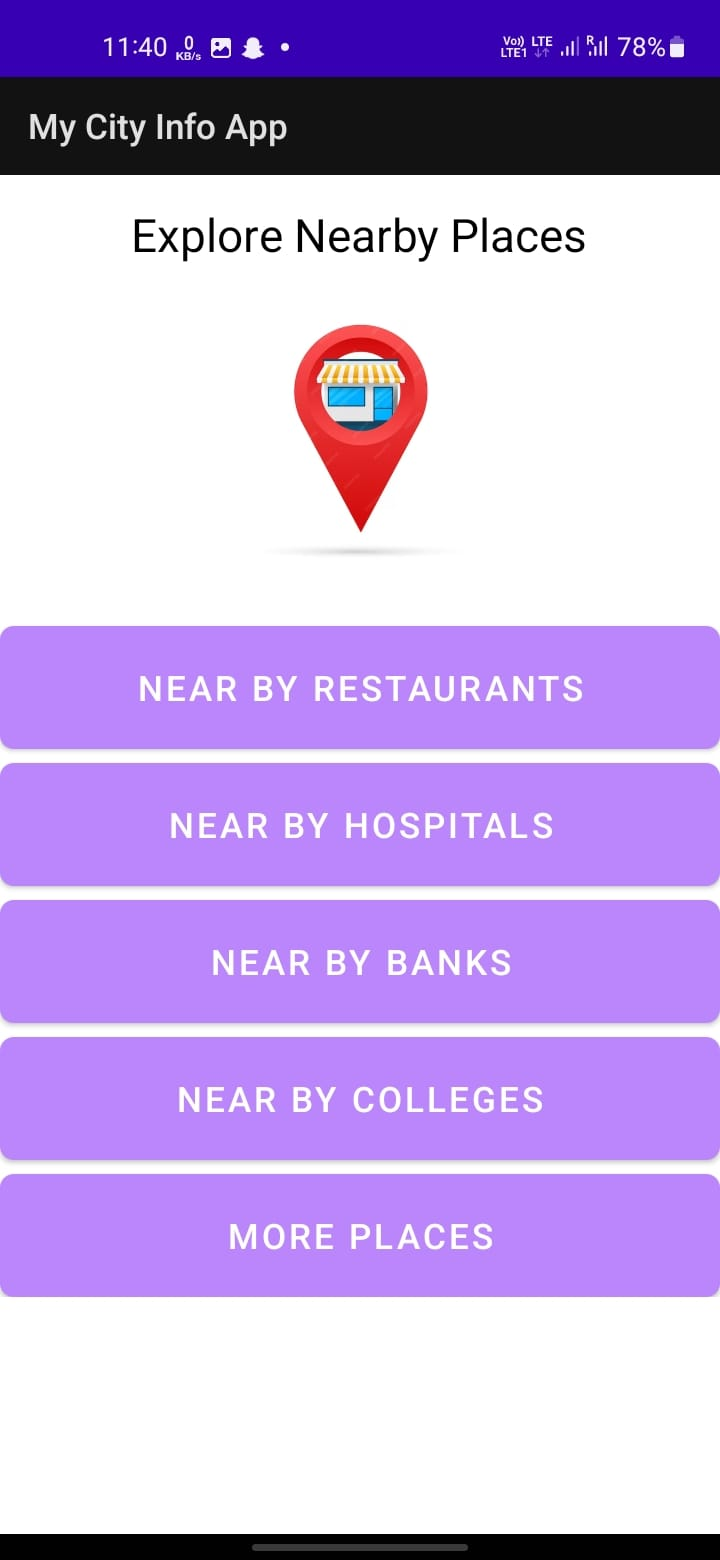 11:40 0 KB/s Vo)) LTE LTE1 R 78%
My City Info App
Explore Nearby Places
NEAR BY RESTAURANTS
NEAR BY HOSPITALS
NEAR BY BANKS
NEAR BY COLLEGES
MORE PLACES